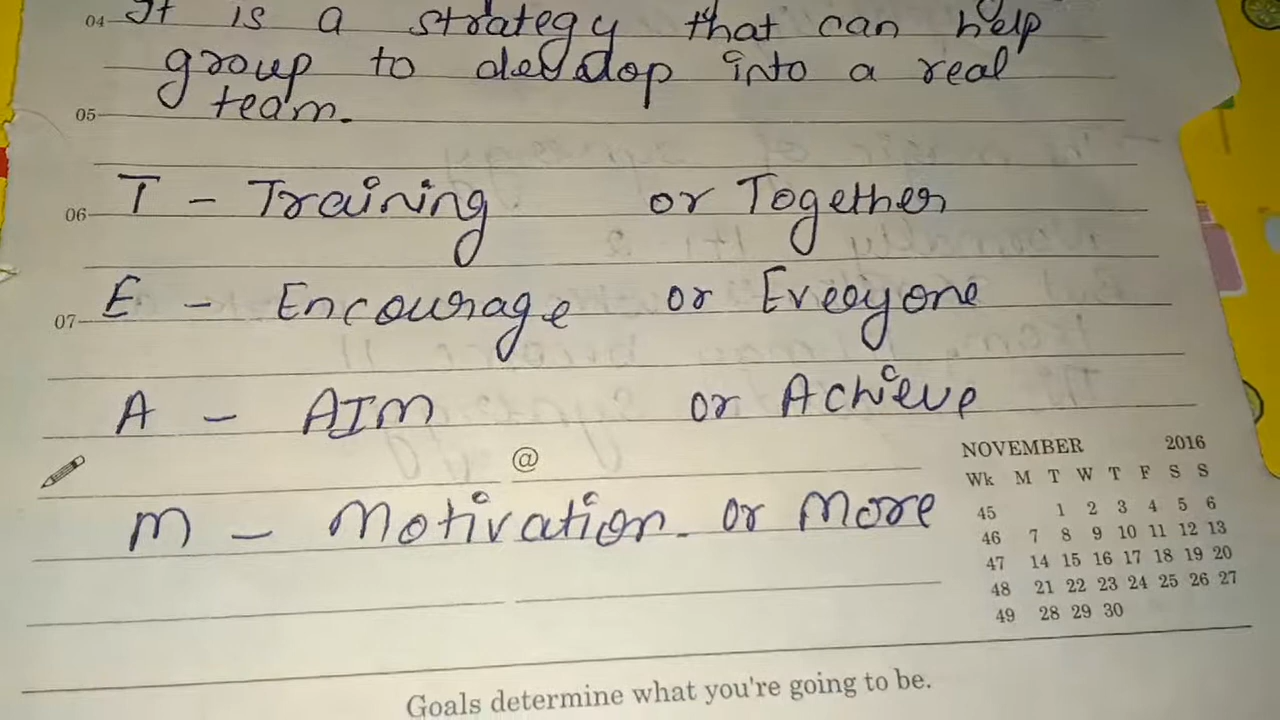 04 It is a strategy that can help
group to develop into a real
team.
05
06 T - Training or Together
07 E - Encourage or Everyone
A - AIM or Achieve
@
M - Motivation or More
NOVEMBER 2016
Wk M T W T F S S
45 1 2 3 4 5 6
46 7 8 9 10 11 12 13
47 14 15 16 17 18 19 20
48 21 22 23 24 25 26 27
49 28 29 30
Goals determine what you're going to be.